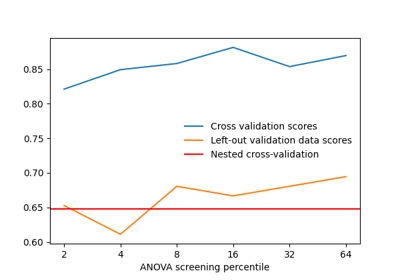 0.85
0.80
0.75
0.70
0.65
0.60
Cross validation scores
Left-out validation data scores
Nested cross-validation
2 4 8 16 32 64
ANOVA screening percentile